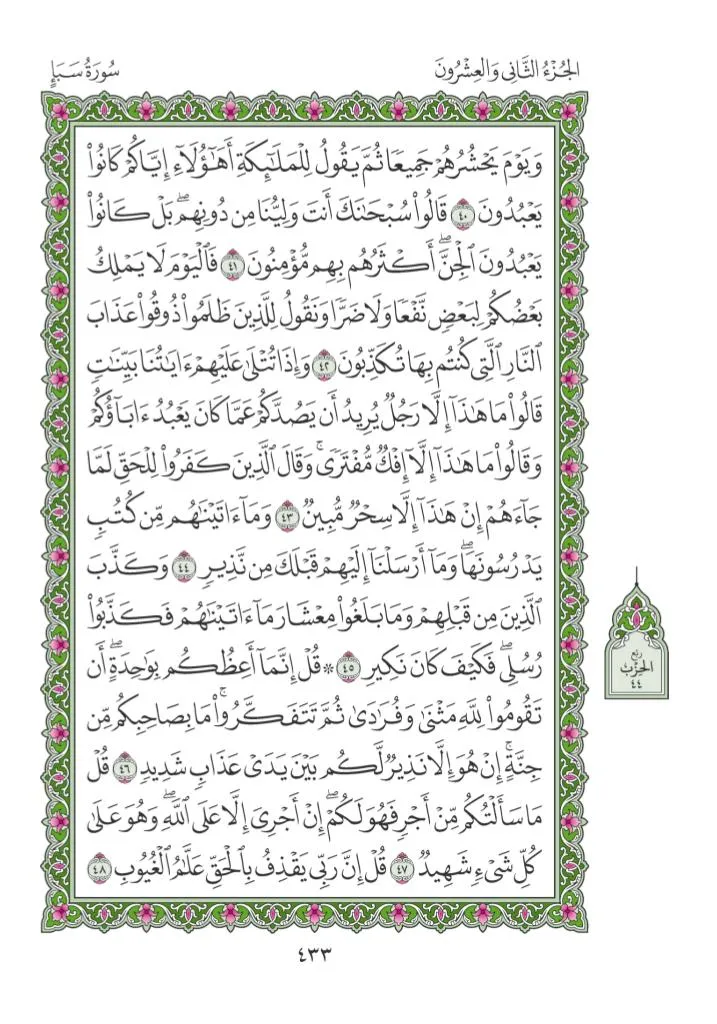 الجُزْءُ الثَّانِي وَالعِشْرُونَ
سُورَةُ سَبَإٍ
وَيَوْمَ يَحْشُرُهُمْ جَمِيعًا ثُمَّ يَقُولُ لِلْمَلَٰٓئِكَةِ أَهَٰٓؤُلَآءِ إِيَّاكُمْ كَانُوا۟
يَعْبُدُونَ ٤٠ قَالُوا۟ سُبْحَٰنَكَ أَنتَ وَلِيُّنَا مِن دُونِهِمۖ بَلْ كَانُوا۟
يَعْبُدُونَ ٱلْجِنَّۖ أَكْثَرُهُم بِهِم مُّؤْمِنُونَ ٤١ فَٱلْيَوْمَ لَا يَمْلِكُ
بَعْضُكُمْ لِبَعْضٍ نَّفْعًا وَلَا ضَرًّا وَنَقُولُ لِلَّذِينَ ظَلَمُوا۟ ذُوقُوا۟ عَذَابَ
ٱلنَّارِ ٱلَّتِى كُنتُم بِهَا تُكَذِّبُونَ ٤٢ وَإِذَا تُتْلَىٰ عَلَيْهِمْ ءَايَٰتُنَا بَيِّنَٰتٍ
قَالُوا۟ مَا هَٰذَآ إِلَّا رَجُلٌ يُرِيدُ أَن يَصُدَّكُمْ عَمَّا كَانَ يَعْبُدُ ءَابَآؤُكُمْ
وَقَالُوا۟ مَا هَٰذَآ إِلَّآ إِفْكٌ مُّفْتَرًىۚ وَقَالَ ٱلَّذِينَ كَفَرُوا۟ لِلْحَقِّ لَمَّا
جَآءَهُمْ إِنْ هَٰذَآ إِلَّا سِحْرٌ مُّبِينٌ ٤٣ وَمَآ ءَاتَيْنَٰهُم مِّن كُتُبٍ
يَدْرُسُونَهَاۖ وَمَآ أَرْسَلْنَآ إِلَيْهِمْ قَبْلَكَ مِن نَّذِيرٍ ٤٤ وَكَذَّبَ
ٱلَّذِينَ مِن قَبْلِهِمْ وَمَا بَلَغُوا۟ مِعْشَارَ مَآ ءَاتَيْنَٰهُمْ فَكَذَّبُوا۟
رُسُلِىۖ فَكَيْفَ كَانَ نَكِيرِ ٤٥ ۞ قُلْ إِنَّمَآ أَعِظُكُم بِوَٰحِدَةٍۖ أَن
تَقُومُوا۟ لِلَّهِ مَثْنَىٰ وَفُرَٰدَىٰ ثُمَّ تَتَفَكَّرُوا۟ۚ مَا بِصَاحِبِكُم مِّن
جِنَّةٍۚ إِنْ هُوَ إِلَّا نَذِيرٌ لَّكُم بَيْنَ يَدَىْ عَذَابٍ شَدِيدٍ ٤٦ قُلْ
مَا سَأَلْتُكُم مِّنْ أَجْرٍ فَهُوَ لَكُمْۖ إِنْ أَجْرِىَ إِلَّا عَلَى ٱللَّهِۖ وَهُوَ عَلَىٰ
كُلِّ شَىْءٍ شَهِيدٌ ٤٧ قُلْ إِنَّ رَبِّى يَقْذِفُ بِٱلْحَقِّ عَلَّٰمُ ٱلْغُيُوبِ ٤٨
ربع
الحزب
٤٤
٤٣٣